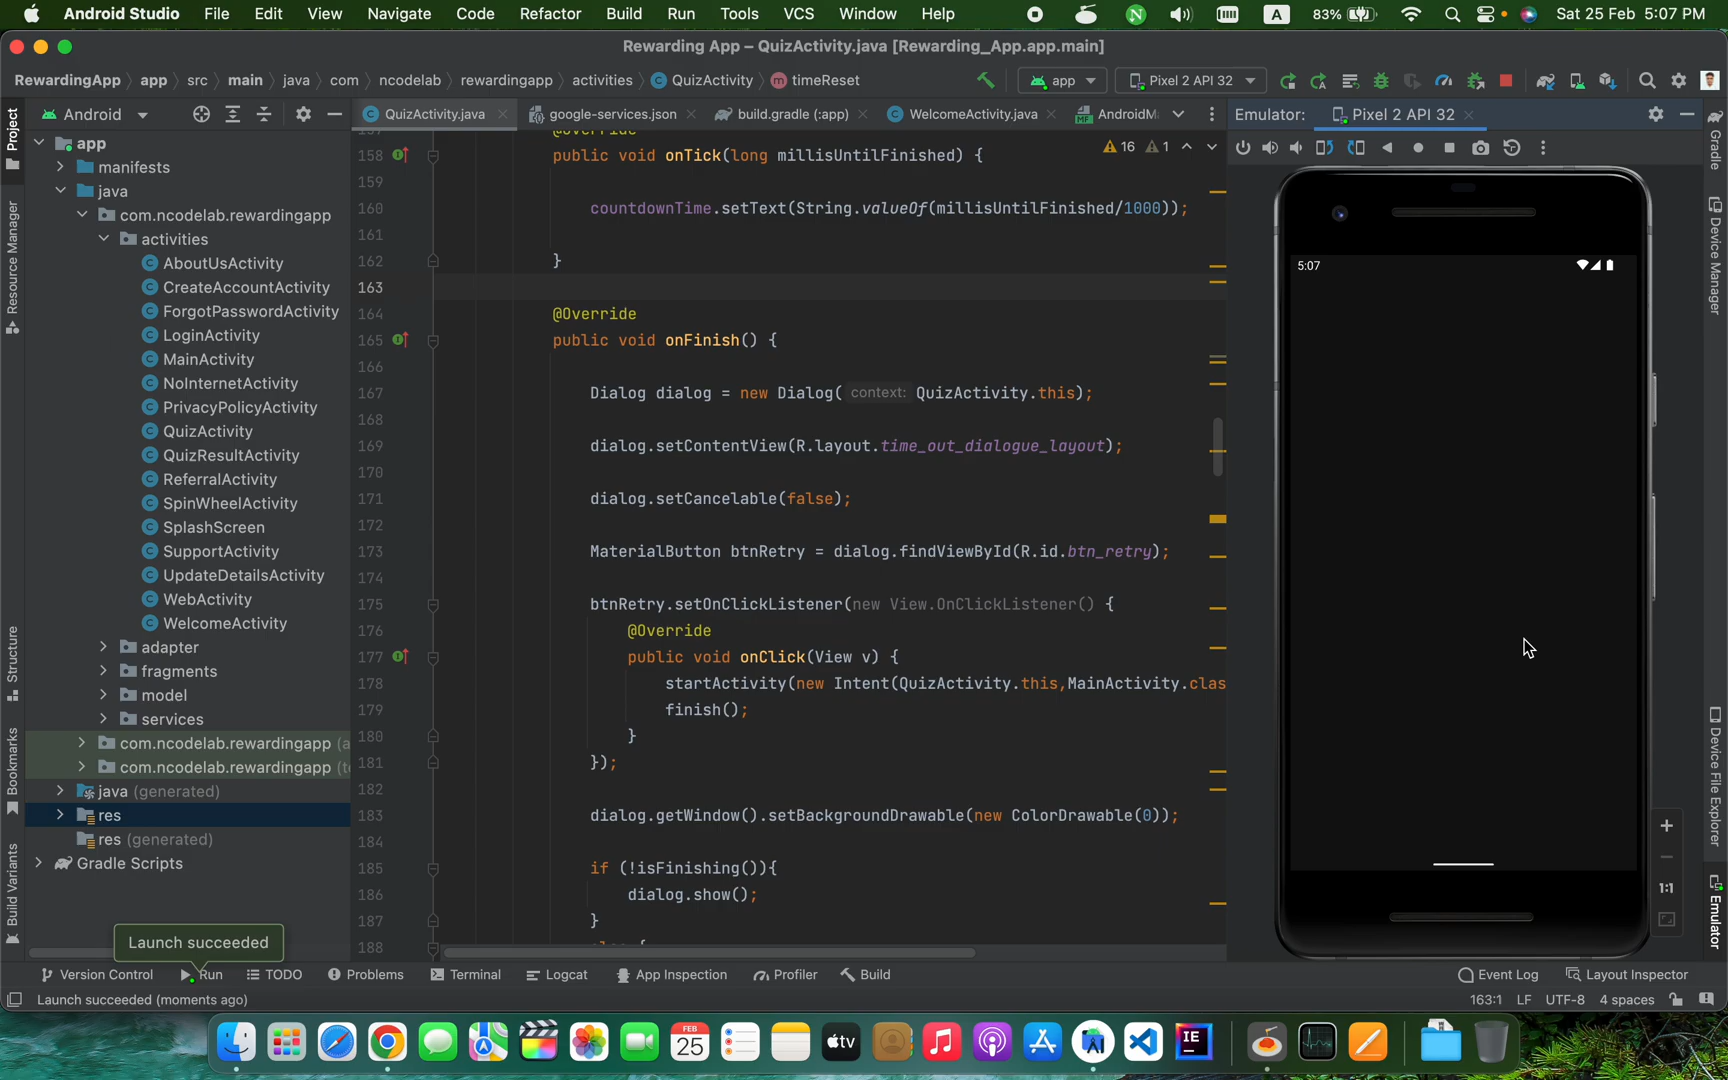 Android Studio File Edit View Navigate Code Refactor Build Run Tools VCS Window Help A 83% Sat 25 Feb 5:07 PM
Rewarding App – QuizActivity.java [Rewarding_App.app.main]
RewardingApp app src main java com ncodelab rewardingapp activities QuizActivity timeReset app Pixel 2 API 32
Android QuizActivity.java google-services.json build.gradle (:app) WelcomeActivity.java AndroidM Emulator: Pixel 2 API 32
Project
Resource Manager
Structure
Bookmarks
Build Variants
app
manifests
java
com.ncodelab.rewardingapp
activities
AboutUsActivity
CreateAccountActivity
ForgotPasswordActivity
LoginActivity
MainActivity
NoInternetActivity
PrivacyPolicyActivity
QuizActivity
QuizResultActivity
ReferralActivity
SpinWheelActivity
SplashScreen
SupportActivity
UpdateDetailsActivity
WebActivity
WelcomeActivity
adapter
fragments
model
services
com.ncodelab.rewardingapp (a
com.ncodelab.rewardingapp (t
java (generated)
res
res (generated)
Gradle Scripts
Launch succeeded
157 @Override
158 public void onTick(long millisUntilFinished) { 16 1
159
160 countdownTime.setText(String.valueOf(millisUntilFinished/1000));
161
162 }
163
164 @Override
165 public void onFinish() {
166
167 Dialog dialog = new Dialog( context: QuizActivity.this);
168
169 dialog.setContentView(R.layout.time_out_dialogue_layout);
170
171 dialog.setCancelable(false);
172
173 MaterialButton btnRetry = dialog.findViewById(R.id.btn_retry);
174
175 btnRetry.setOnClickListener(new View.OnClickListener() {
176 @Override
177 public void onClick(View v) {
178 startActivity(new Intent(QuizActivity.this,MainActivity.clas
179 finish();
180 }
181 });
182
183 dialog.getWindow().setBackgroundDrawable(new ColorDrawable(0));
184
185 if (!isFinishing()){
186 dialog.show();
187 }
188
5:07
1:1
Gradle
Device Manager
Device File Explorer
Emulator
Version Control Run TODO Problems Terminal Logcat App Inspection Profiler Build Event Log Layout Inspector
Launch succeeded (moments ago) 163:1 LF UTF-8 4 spaces
FEB
25
tv
IE